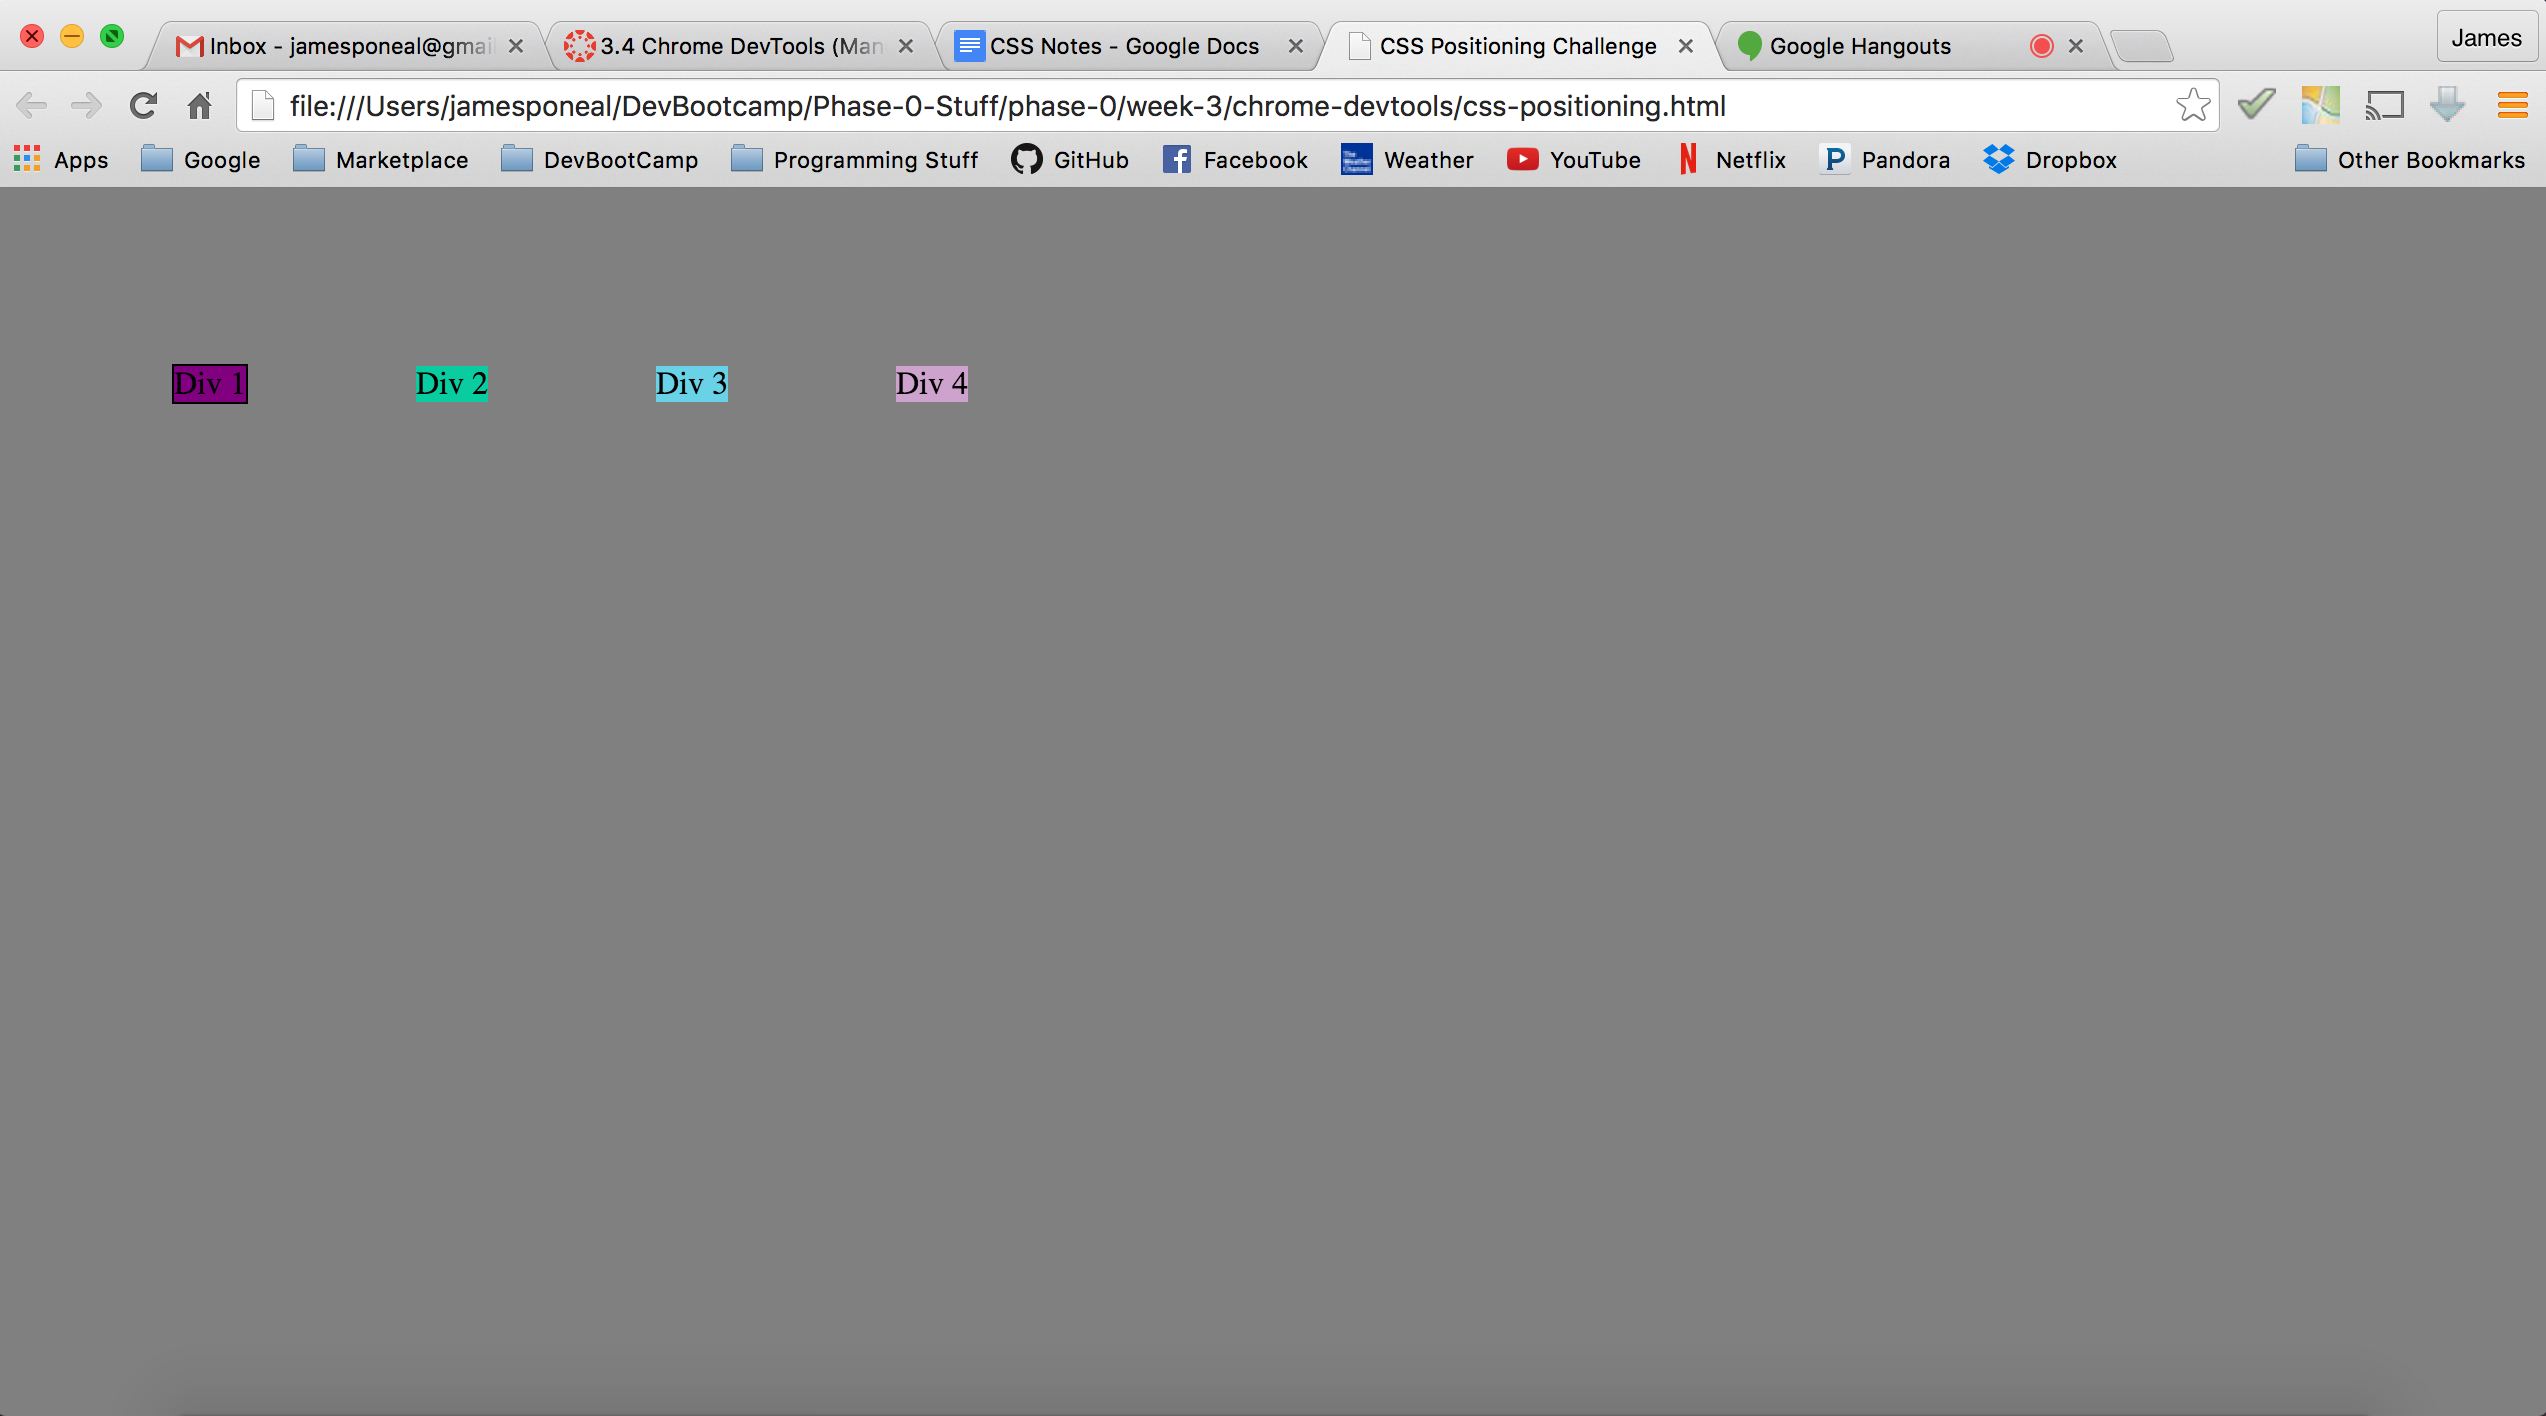 Inbox - jamesponeal@gmail 3.4 Chrome DevTools (Man CSS Notes - Google Docs CSS Positioning Challenge Google Hangouts James
file:///Users/jamesponeal/DevBootcamp/Phase-0-Stuff/phase-0/week-3/chrome-devtools/css-positioning.html
Apps Google Marketplace DevBootCamp Programming Stuff GitHub Facebook Weather YouTube Netflix Pandora Dropbox Other Bookmarks
Div 1 Div 2 Div 3 Div 4